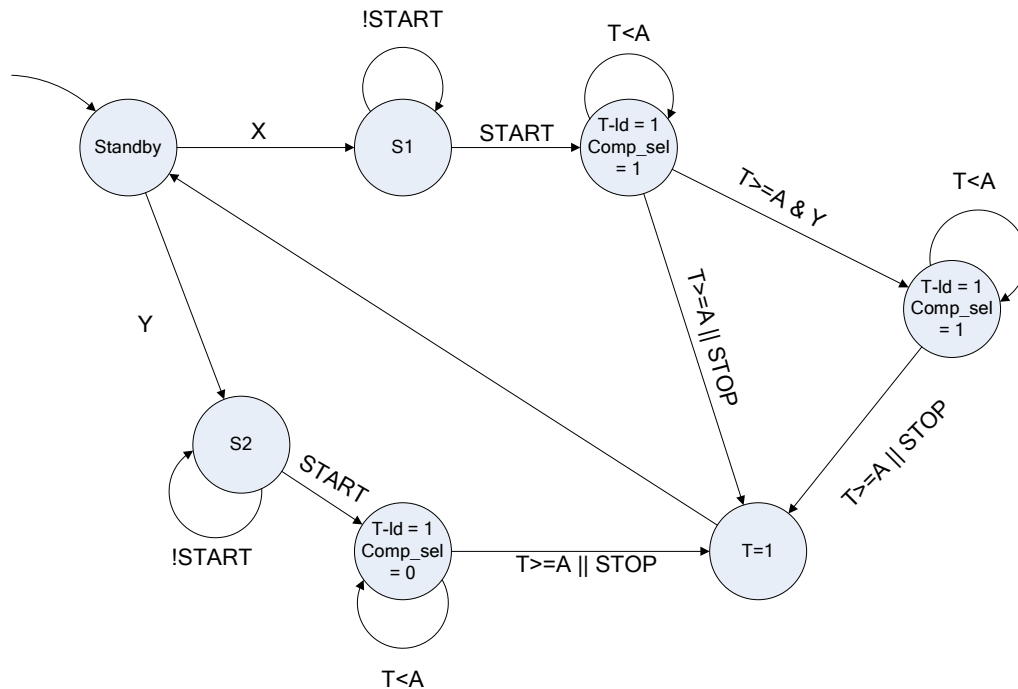 !START
T<A
Standby
X
S1
START
T-ld = 1
Comp_sel
= 1
T>=A & Y
T<A
T-ld = 1
Comp_sel
= 1
T>=A || STOP
T>=A || STOP
Y
S2
START
!START
T-ld = 1
Comp_sel
= 0
T>=A || STOP
T=1
T<A